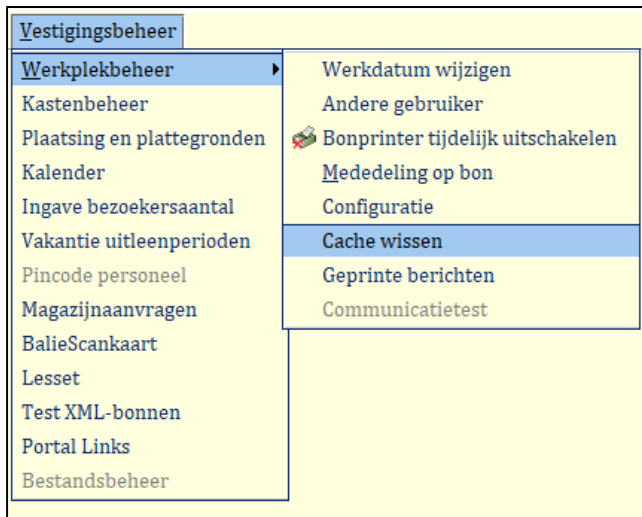 Vestigingsbeheer
Werkplekbeheer
Kastenbeheer
Plaatsing en plattegronden
Kalender
Ingave bezoekersaantal
Vakantie uitleenperioden
Pincode personeel
Magazijnaanvragen
BalieScankaart
Lesset
Test XML-bonnen
Portal Links
Bestandsbeheer
Werkdatum wijzigen
Andere gebruiker
Bonprinter tijdelijk uitschakelen
Mededeling op bon
Configuratie
Cache wissen
Geprinte berichten
Communicatietest